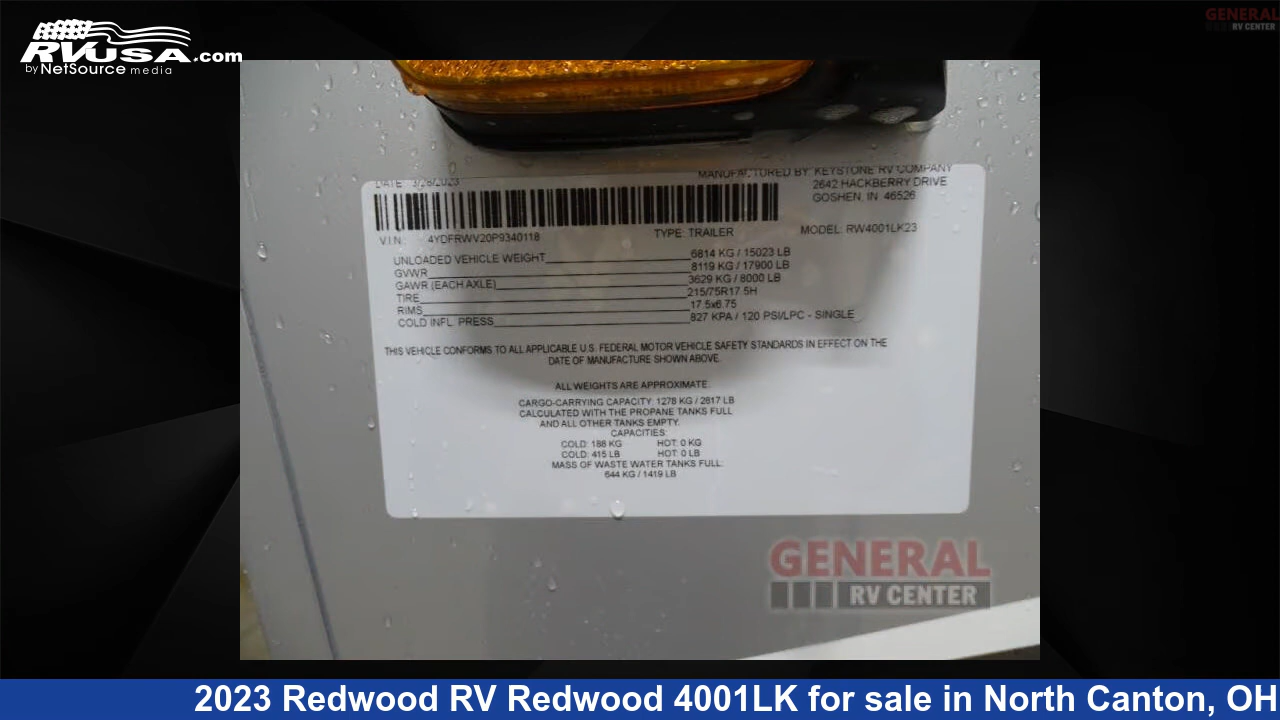 RVUSA.com
by NetSource media
GENERAL
RV CENTER
DATE 3/28/2023
MANUFACTURED BY: KEYSTONE RV COMPANY
2642 HACKBERRY DRIVE
GOSHEN, IN 46526
V.I.N. 4YDFRWV20P9340118
TYPE: TRAILER
MODEL: RW4001LK23
UNLOADED VEHICLE WEIGHT 6814 KG / 15023 LB
GVWR 8119 KG / 17900 LB
GAWR (EACH AXLE) 3629 KG / 8000 LB
TIRE 215/75R17.5H
RIMS 17.5x6.75
COLD INFL. PRESS 827 KPA / 120 PSI/LPC - SINGLE
THIS VEHICLE CONFORMS TO ALL APPLICABLE U.S. FEDERAL MOTOR VEHICLE SAFETY STANDARDS IN EFFECT ON THE
DATE OF MANUFACTURE SHOWN ABOVE.
ALL WEIGHTS ARE APPROXIMATE.
CARGO-CARRYING CAPACITY: 1278 KG / 2817 LB
CALCULATED WITH THE PROPANE TANKS FULL
AND ALL OTHER TANKS EMPTY.
CAPACITIES:
COLD: 188 KG HOT: 0 KG
COLD: 415 LB HOT: 0 LB
MASS OF WASTE WATER TANKS FULL:
644 KG / 1419 LB
GENERAL
RV CENTER
2023 Redwood RV Redwood 4001LK for sale in North Canton, OH